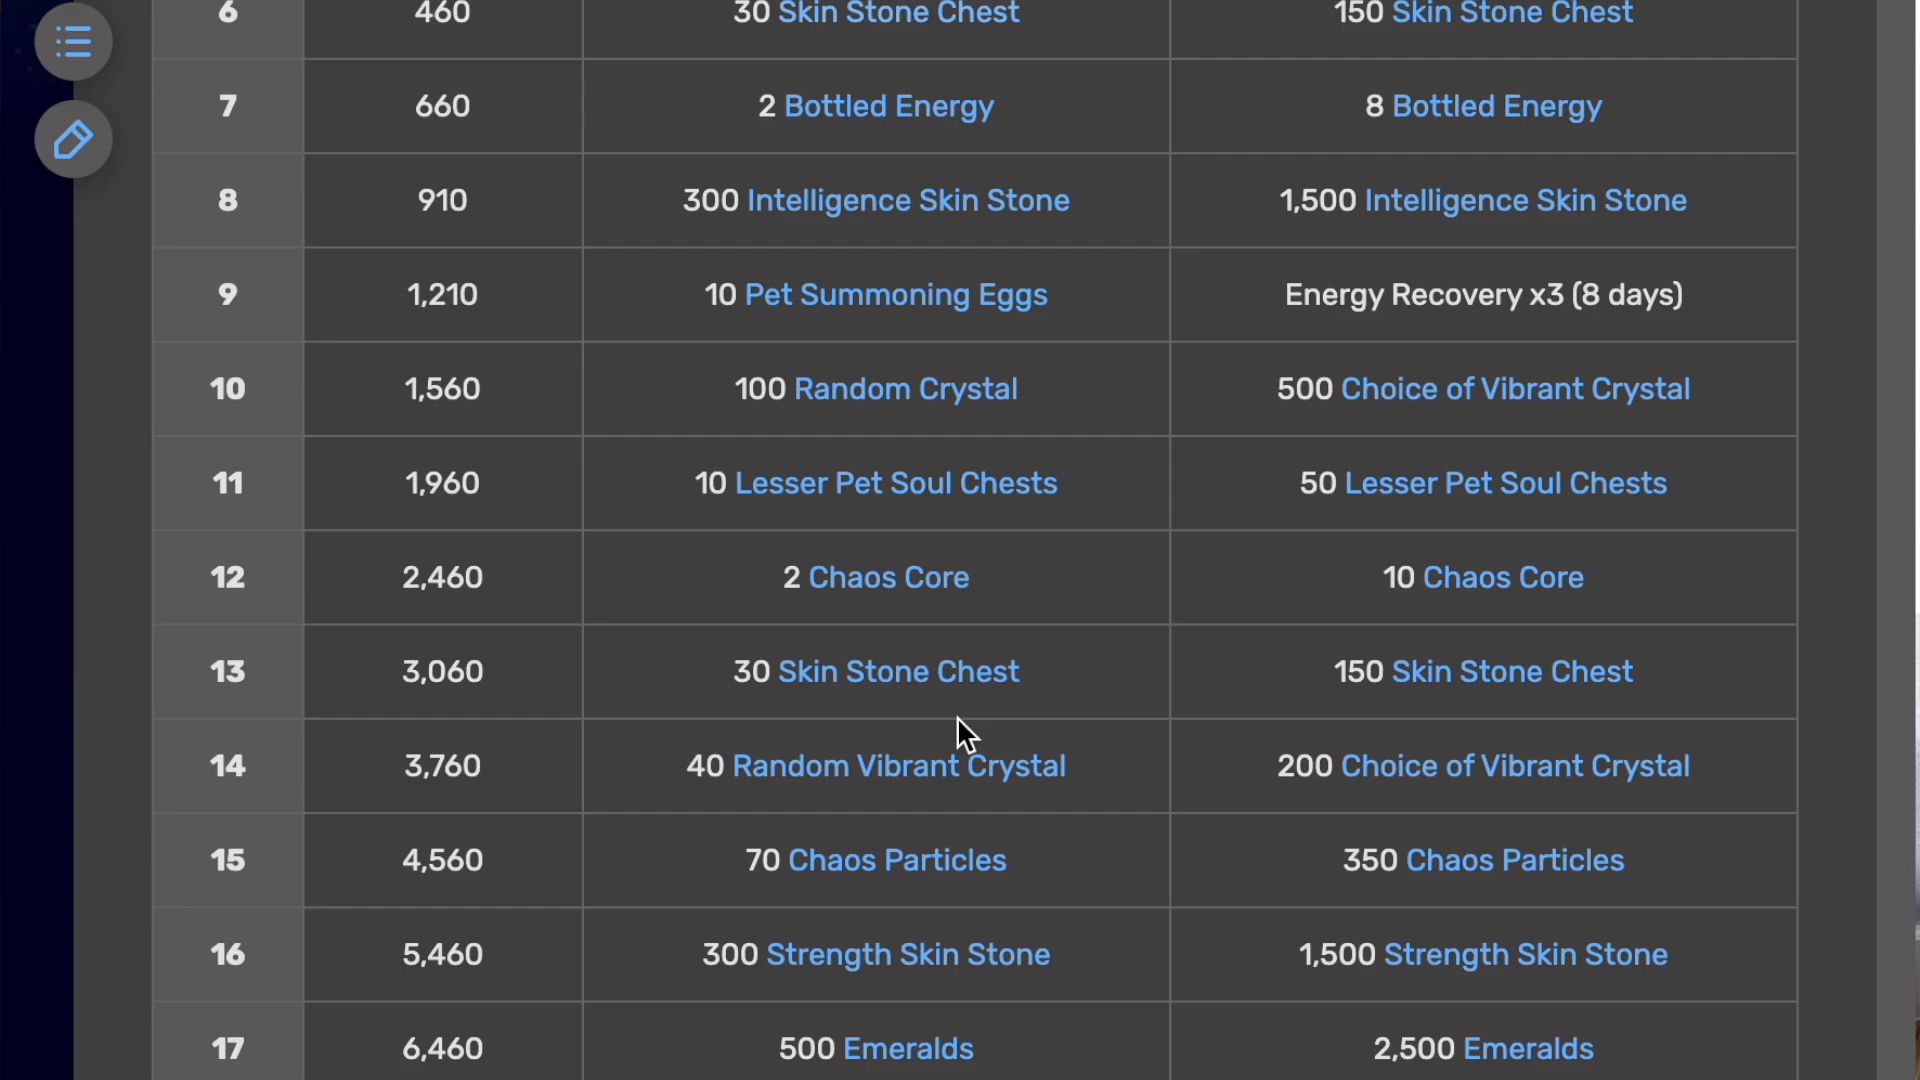 6 460 30 Skin Stone Chest 150 Skin Stone Chest
7 660 2 Bottled Energy 8 Bottled Energy
8 910 300 Intelligence Skin Stone 1,500 Intelligence Skin Stone
9 1,210 10 Pet Summoning Eggs Energy Recovery x3 (8 days)
10 1,560 100 Random Crystal 500 Choice of Vibrant Crystal
11 1,960 10 Lesser Pet Soul Chests 50 Lesser Pet Soul Chests
12 2,460 2 Chaos Core 10 Chaos Core
13 3,060 30 Skin Stone Chest 150 Skin Stone Chest
14 3,760 40 Random Vibrant Crystal 200 Choice of Vibrant Crystal
15 4,560 70 Chaos Particles 350 Chaos Particles
16 5,460 300 Strength Skin Stone 1,500 Strength Skin Stone
17 6,460 500 Emeralds 2,500 Emeralds